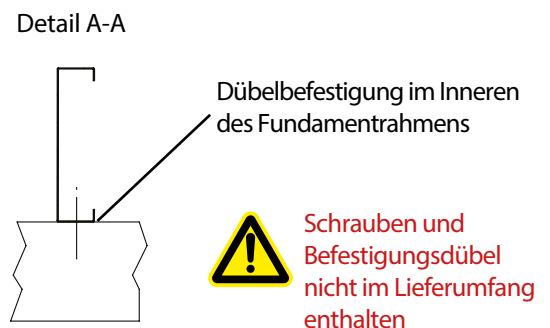 Detail A-A
Dübelbefestigung im Inneren
des Fundamentrahmens
Schrauben und
Befestigungsdübel
nicht im Lieferumfang
enthalten